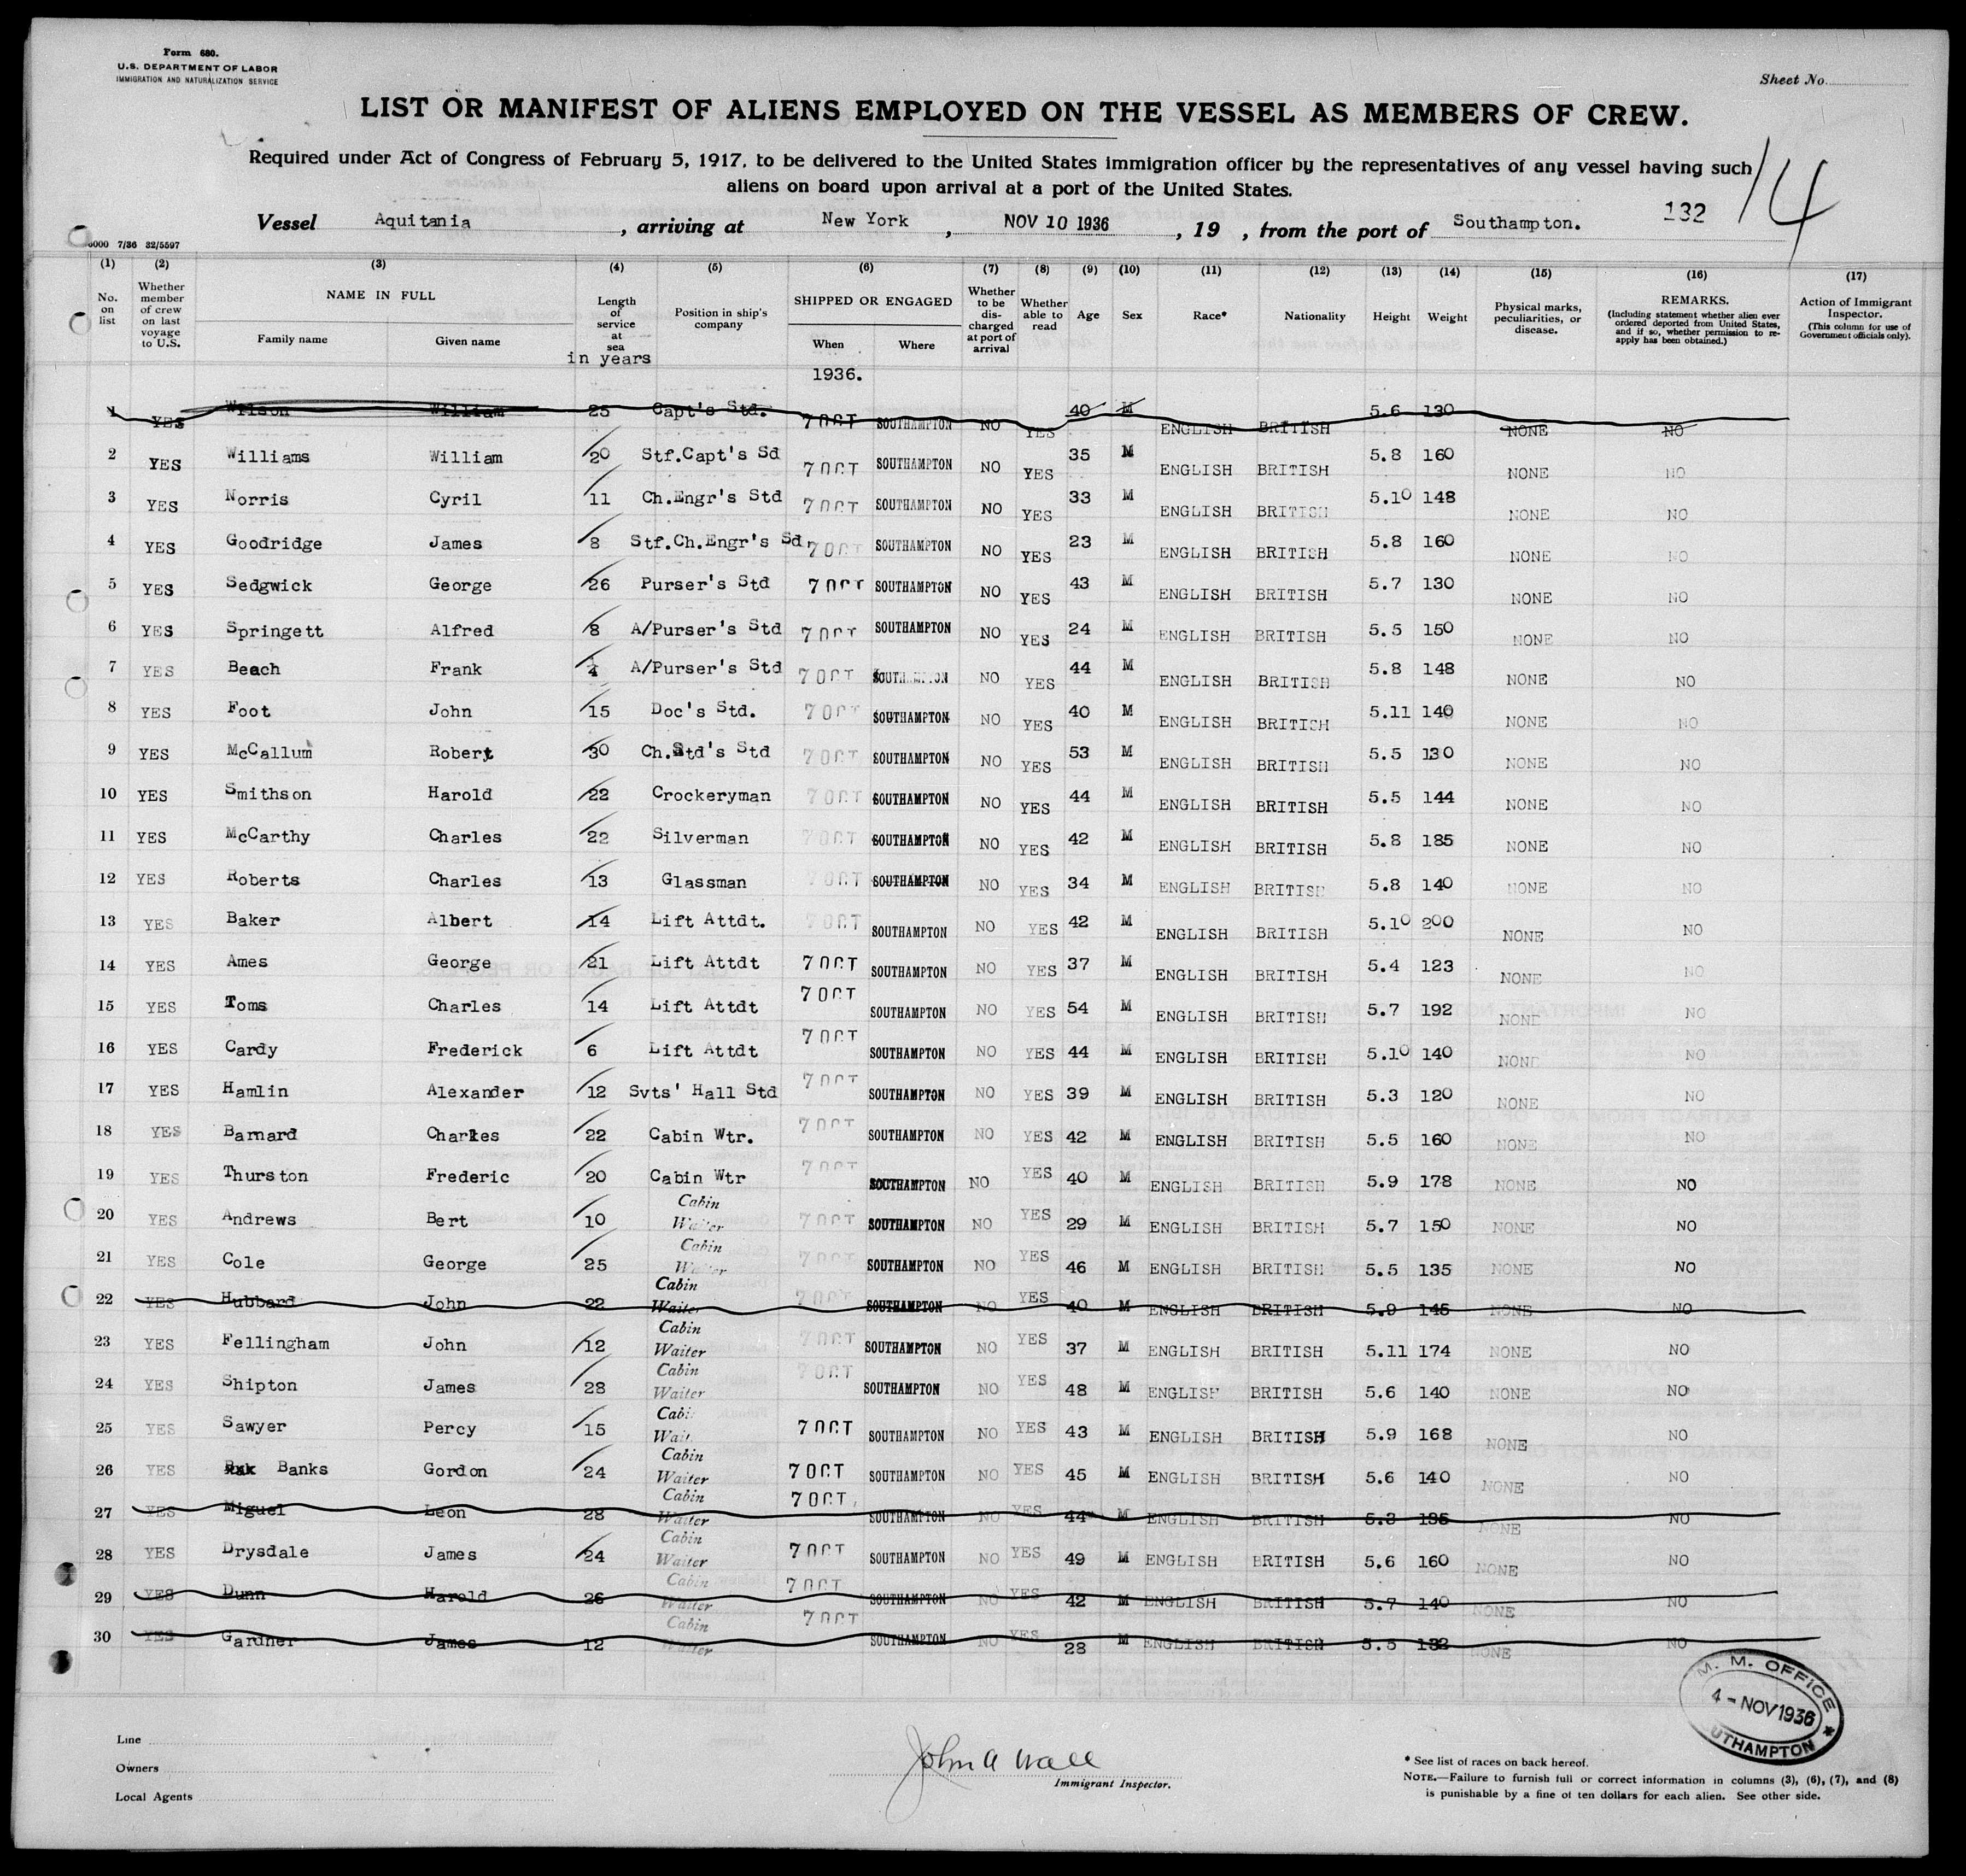 Form 680.
U.S. DEPARTMENT OF LABOR
IMMIGRATION AND NATURALIZATION SERVICE
Sheet No.
LIST OR MANIFEST OF ALIENS EMPLOYED ON THE VESSEL AS MEMBERS OF CREW.
Required under Act of Congress of February 5, 1917, to be delivered to the United States immigration officer by the representatives of any vessel having such
aliens on board upon arrival at a port of the United States.
14
132
Vessel Aquitania, arriving at New York, NOV 10 1936, 19 , from the port of Southampton.
7/36 32/5597
(1) (2) (3) (4) (5) (6) (7) (8) (9) (10) (11) (12) (13) (14) (15) (16) (17)
No. on list
Whether member of crew on last voyage to U.S.
NAME IN FULL
Family name Given name
Length of service at sea
in years
Position in ship's company
SHIPPED OR ENGAGED
When Where
Whether to be discharged at port of arrival
Whether able to read
Age
Sex
Race*
Nationality
Height
Weight
Physical marks, peculiarities, or disease.
REMARKS.
(Including statement whether alien ever ordered deported from United States, and if so, whether permission to re-apply has been obtained.)
Action of Immigrant Inspector.
(This column for use of Government officials only).
1936.
1 YES Wilson William 25 Capt's Std. 7 OCT SOUTHAMPTON NO YES 40 M ENGLISH BRITISH 5.6 130 NONE NO
2 YES Williams William 20 Stf.Capt's Sd 7 OCT SOUTHAMPTON NO YES 35 M ENGLISH BRITISH 5.8 160 NONE NO
3 YES Norris Cyril 11 Ch.Engr's Std 7 OCT SOUTHAMPTON NO YES 33 M ENGLISH BRITISH 5.10 148 NONE NO
4 YES Goodridge James 8 Stf.Ch.Engr's Sd. 7 OCT SOUTHAMPTON NO YES 23 M ENGLISH BRITISH 5.8 160 NONE NO
5 YES Sedgwick George 26 Purser's Std 7 OCT SOUTHAMPTON NO YES 43 M ENGLISH BRITISH 5.7 130 NONE NO
6 YES Springett Alfred 8 A/Purser's Std 7 OCT SOUTHAMPTON NO YES 24 M ENGLISH BRITISH 5.5 150 NONE NO
7 YES Beach Frank 4 A/Purser's Std 7 OCT SOUTHAMPTON NO YES 44 M ENGLISH BRITISH 5.8 148 NONE NO
8 YES Foot John 15 Doc's Std. 7 OCT SOUTHAMPTON NO YES 40 M ENGLISH BRITISH 5.11 140 NONE NO
9 YES McCallum Robert 30 Ch.Std's Std 7 OCT SOUTHAMPTON NO YES 53 M ENGLISH BRITISH 5.5 130 NONE NO
10 YES Smithson Harold 22 Crockeryman 7 OCT SOUTHAMPTON NO YES 44 M ENGLISH BRITISH 5.5 144 NONE NO
11 YES McCarthy Charles 22 Silverman 7 OCT SOUTHAMPTON NO YES 42 M ENGLISH BRITISH 5.8 185 NONE NO
12 YES Roberts Charles 13 Glassman 7 OCT SOUTHAMPTON NO YES 34 M ENGLISH BRITISH 5.8 140 NONE NO
13 YES Baker Albert 14 Lift Attdt. 7 OCT SOUTHAMPTON NO YES 42 M ENGLISH BRITISH 5.10 200 NONE NO
14 YES Ames George 21 Lift Attdt 7 OCT SOUTHAMPTON NO YES 37 M ENGLISH BRITISH 5.4 123 NONE NO
15 YES Toms Charles 14 Lift Attdt 7 OCT SOUTHAMPTON NO YES 54 M ENGLISH BRITISH 5.7 192 NONE NO
16 YES Cardy Frederick 6 Lift Attdt 7 OCT SOUTHAMPTON NO YES 44 M ENGLISH BRITISH 5.10 140 NONE NO
17 YES Hamlin Alexander 12 Svts' Hall Std 7 OCT SOUTHAMPTON NO YES 39 M ENGLISH BRITISH 5.3 120 NONE NO
18 YES Barnard Charles 22 Cabin Wtr. 7 OCT SOUTHAMPTON NO YES 42 M ENGLISH BRITISH 5.5 160 NONE NO
19 YES Thurston Frederic 20 Cabin Wtr 7 OCT SOUTHAMPTON NO YES 40 M ENGLISH BRITISH 5.9 178 NONE NO
20 YES Andrews Bert 10 Cabin Waiter 7 OCT SOUTHAMPTON NO YES 29 M ENGLISH BRITISH 5.7 150 NONE NO
21 YES Cole George 25 Cabin Waiter 7 OCT SOUTHAMPTON NO YES 46 M ENGLISH BRITISH 5.5 135 NONE NO
22 YES Hubbard John 22 Cabin Waiter 7 OCT SOUTHAMPTON NO YES 40 M ENGLISH BRITISH 5.9 145 NONE NO
23 YES Fellingham John 12 Cabin Waiter 7 OCT SOUTHAMPTON NO YES 37 M ENGLISH BRITISH 5.11 174 NONE NO
24 YES Shipton James 28 Cabin Waiter 7 OCT SOUTHAMPTON NO YES 48 M ENGLISH BRITISH 5.6 140 NONE NO
25 YES Sawyer Percy 15 Cabin Waiter 7 OCT SOUTHAMPTON NO YES 43 M ENGLISH BRITISH 5.9 168 NONE NO
26 YES Banks Gordon 24 Cabin Waiter 7 OCT SOUTHAMPTON NO YES 45 M ENGLISH BRITISH 5.6 140 NONE NO
27 YES Miguel Leon 28 Cabin Waiter 7 OCT SOUTHAMPTON NO YES 44 M ENGLISH BRITISH 5.3 135 NONE NO
28 YES Drysdale James 24 Cabin Waiter 7 OCT SOUTHAMPTON NO YES 49 M ENGLISH BRITISH 5.6 160 NONE NO
29 YES Dunn Harold 26 Cabin Waiter 7 OCT SOUTHAMPTON NO YES 42 M ENGLISH BRITISH 5.7 140 NONE NO
30 YES Gardner James 12 Cabin Waiter 7 OCT SOUTHAMPTON NO YES 28 M ENGLISH BRITISH 5.5 132 NONE NO
M. M. OFFICE
4 - NOV 1936
UTHAMPTON *
Line
Owners
Local Agents
John A Wall
Immigrant Inspector.
* See list of races on back hereof.
NOTE.—Failure to furnish full or correct information in columns (3), (6), (7), and (8)
is punishable by a fine of ten dollars for each alien. See other side.